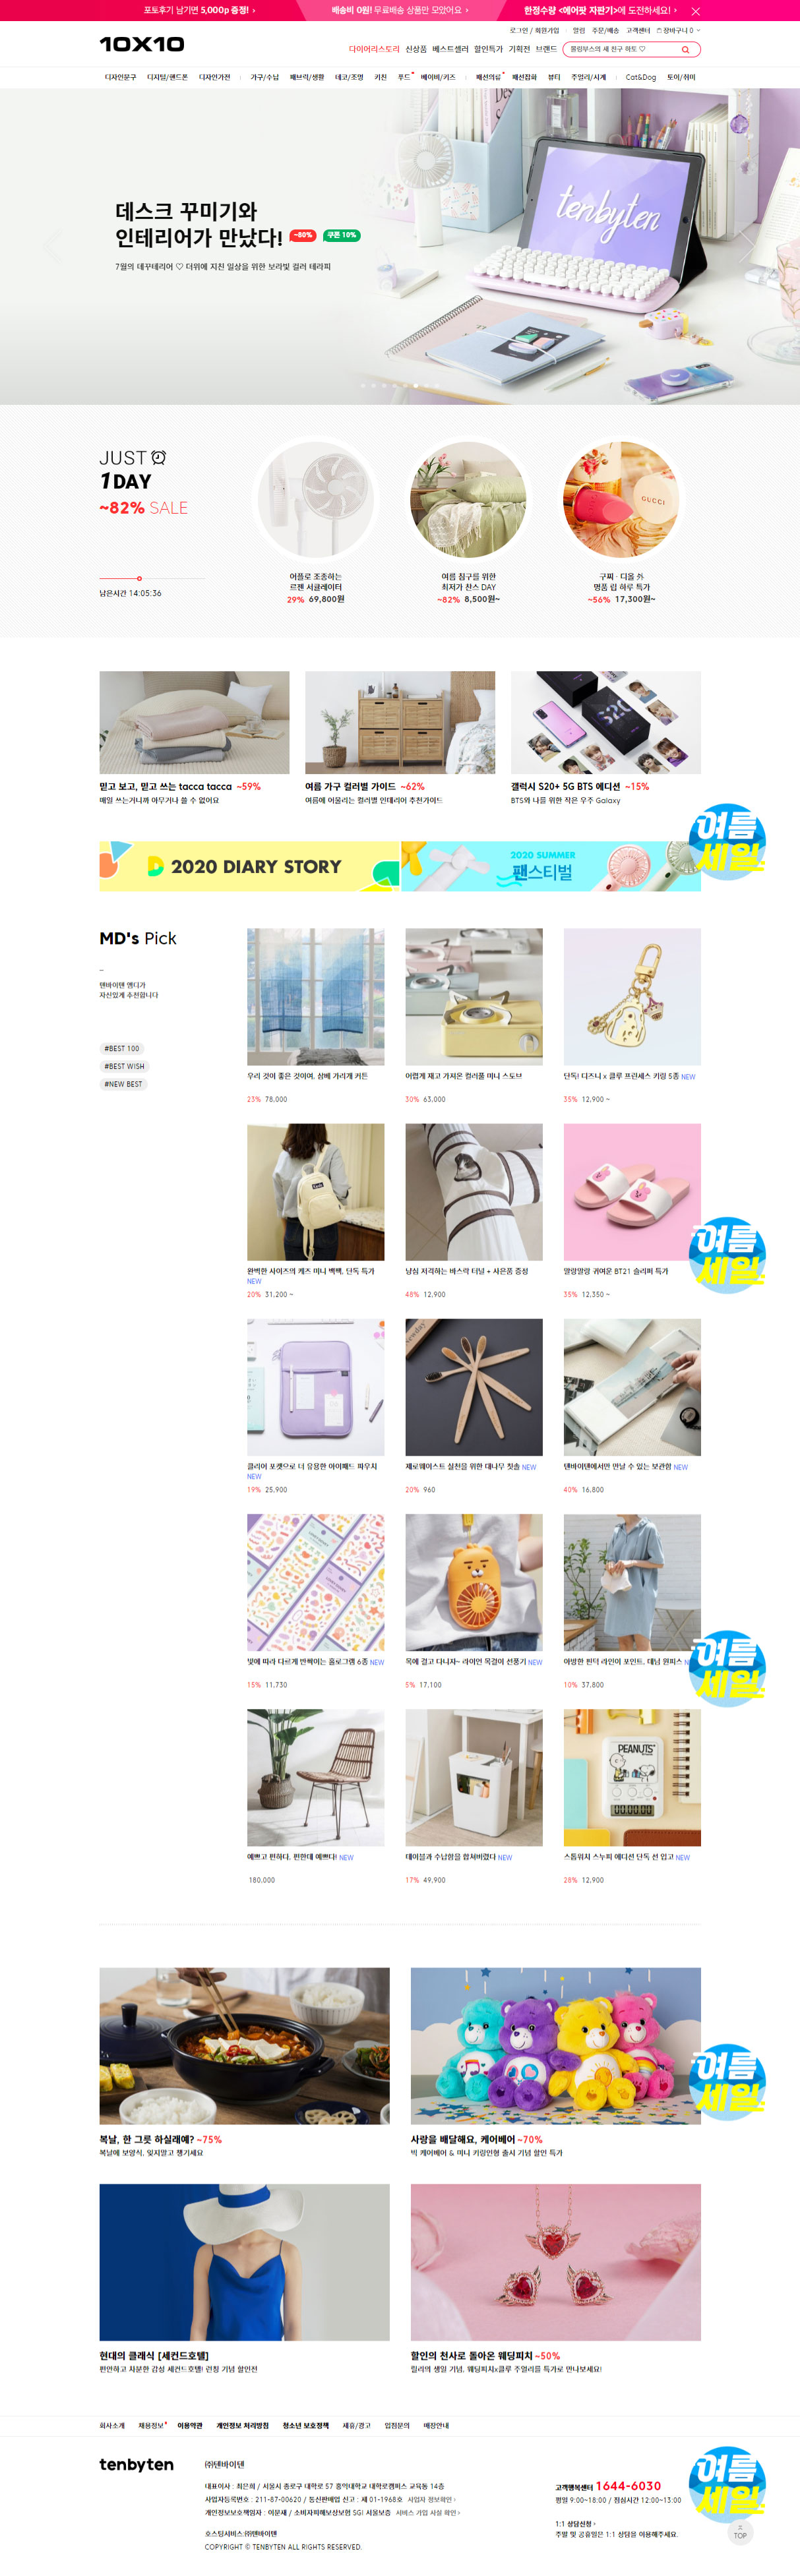 포토후기 남기면 5,000p 증정! ›
배송비 0원! 무료배송 상품만 모았어요 ›
한정수량 <에어팟 자판기>에 도전하세요! ›
로그인 / 회원가입 알림 주문/배송 고객센터 장바구니 0
10X10
다이어리스토리 신상품 베스트셀러 할인특가 기획전 브랜드
몰랑부스의 새 친구 하토 ♡
디자인문구 디지털/핸드폰 디자인가전 가구/수납 패브릭/생활 데코/조명 키친 푸드 베이비/키즈 패션의류 패션잡화 뷰티 주얼리/시계 Cat&Dog 토이/취미
데스크 꾸미기와
인테리어가 만났다! ~80% 쿠폰 10%
7월의 데꾸테리어 ♡ 더위에 지친 일상을 위한 보라빛 컬러 테라피
tenbyten
JUST
1DAY
~82% SALE
남은시간 14:05:36
GUCCI
어플로 조종하는
르젠 서큘레이터
29% 69,800원
여름 침구를 위한
최저가 찬스 DAY
~82% 8,500원~
구찌 · 디올 外
명품 립 하루 특가
~56% 17,300원~
믿고 보고, 믿고 쓰는 tacca tacca ~59%
매일 쓰는거니까 아무거나 쓸 수 없어요
여름 가구 컬러별 가이드 ~62%
여름에 어울리는 컬러별 인테리어 추천가이드
갤럭시 S20+ 5G BTS 에디션 ~15%
BTS와 나를 위한 작은 우주 Galaxy
여름
세일
2020 DIARY STORY
2020 SUMMER
팬스티벌
MD's Pick
텐바이텐 엠디가
자신있게 추천합니다
#BEST 100
#BEST WISH
#NEW BEST
우리 것이 좋은 것이여, 삼베 가리개 커튼
23% 78,000
어렵게 재고 가져온 컬러풀 미니 스토브
30% 63,000
단독! 디즈니 x 클루 프린세스 키링 5종 NEW
35% 12,900 ~
완벽한 사이즈의 케즈 미니 백팩, 단독 특가
NEW
20% 31,200 ~
냥심 저격하는 바스락 터널 + 사은품 증정
48% 12,900
말랑말랑 귀여운 BT21 슬리퍼 특가
35% 12,350 ~
여름
세일
클리어 포켓으로 더 유용한 아이패드 파우치
NEW
19% 25,900
제로웨이스트 실천을 위한 대나무 칫솔 NEW
20% 960
텐바이텐에서만 만날 수 있는 보관함 NEW
40% 16,800
빛에 따라 다르게 반짝이는 홀로그램 6종 NEW
15% 11,730
목에 걸고 다니자~ 라이언 목걸이 선풍기 NEW
5% 17,100
10% 37,800
여름
세일
PEANUTS
00.00.00
예쁘고 편하다, 편한데 예쁘다! NEW
180,000
테이블과 수납함을 합쳐버렸다 NEW
17% 49,900
스톱워치 스누피 에디션 단독 선 입고 NEW
28% 12,900
복날, 한 그릇 하실래예? ~75%
복날에 보양식, 잊지말고 챙기세요
사랑을 배달해요, 케어베어 ~70%
빅 케어베어 & 미니 키링인형 출시 기념 할인 특가
여름
세일
현대의 클래식 [세컨드호텔]
편안하고 차분한 감성 세컨드호텔! 런칭 기념 할인전
할인의 천사로 돌아온 웨딩피치 ~50%
릴리의 생일 기념, 웨딩피치x클루 주얼리를 특가로 만나보세요!
회사소개 채용정보 이용약관 개인정보 처리방침 청소년 보호정책 제휴/광고 입점문의 매장안내
tenbyten
㈜텐바이텐
대표이사 : 최은희 / 서울시 종로구 대학로 57 홍익대학교 대학로캠퍼스 교육동 14층
사업자등록번호 : 211-87-00620 / 통신판매업 신고 : 제 01-1968호 사업자 정보확인 ›
개인정보보호책임자 : 이문재 / 소비자피해보상보험 SGI 서울보증 서비스 가입 사실 확인 ›
호스팅서비스:㈜텐바이텐
COPYRIGHT © TENBYTEN ALL RIGHTS RESERVED.
고객행복센터 1644-6030
평일 9:00~18:00 / 점심시간 12:00~13:00
1:1 상담신청 ›
주말 및 공휴일은 1:1 상담을 이용해주세요.
여름
세일
TOP